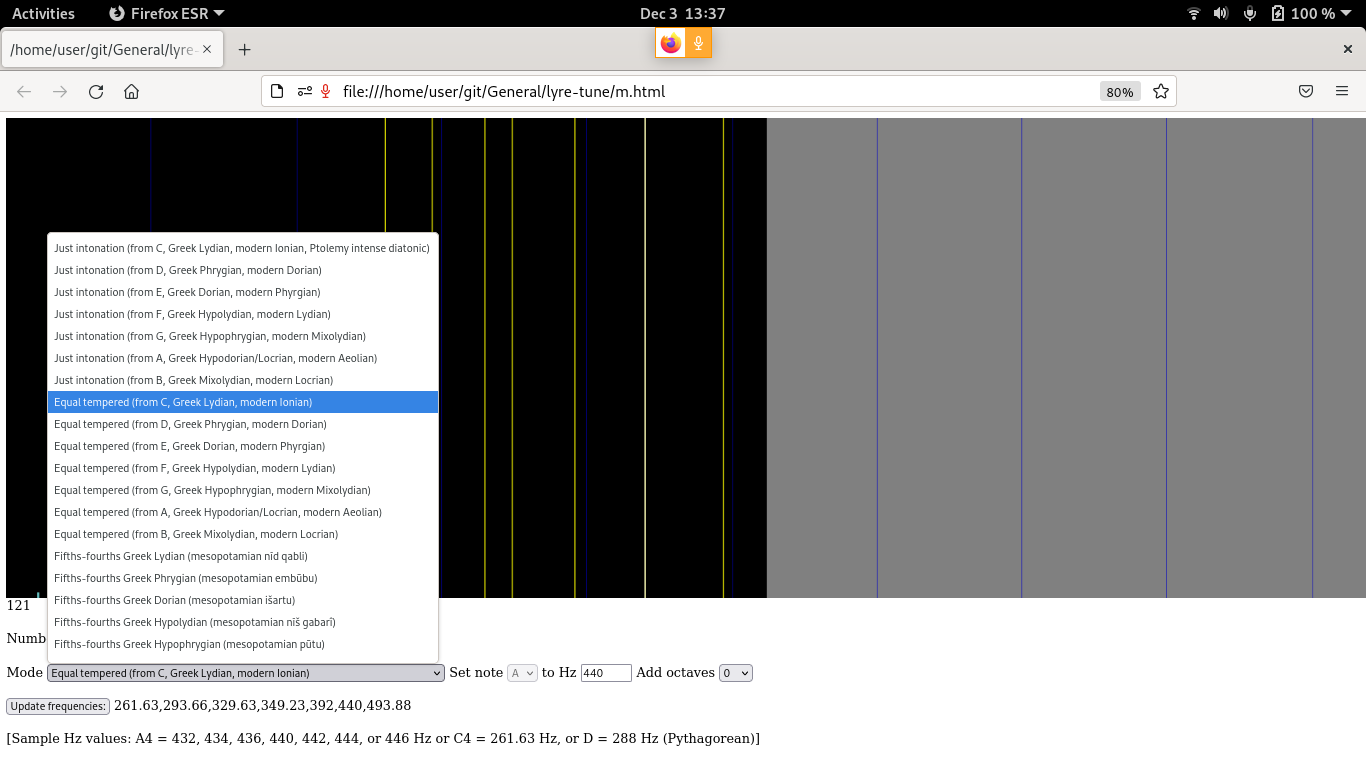 Activities Firefox ESR Dec 3 13:37 100 %
/home/user/git/General/lyre-
file:///home/user/git/General/lyre-tune/m.html 80%
Just intonation (from C, Greek Lydian, modern Ionian, Ptolemy intense diatonic)
Just intonation (from D, Greek Phrygian, modern Dorian)
Just intonation (from E, Greek Dorian, modern Phyrgian)
Just intonation (from F, Greek Hypolydian, modern Lydian)
Just intonation (from G, Greek Hypophrygian, modern Mixolydian)
Just intonation (from A, Greek Hypodorian/Locrian, modern Aeolian)
Just intonation (from B, Greek Mixolydian, modern Locrian)
Equal tempered (from C, Greek Lydian, modern Ionian)
Equal tempered (from D, Greek Phrygian, modern Dorian)
Equal tempered (from E, Greek Dorian, modern Phyrgian)
Equal tempered (from F, Greek Hypolydian, modern Lydian)
Equal tempered (from G, Greek Hypophrygian, modern Mixolydian)
Equal tempered (from A, Greek Hypodorian/Locrian, modern Aeolian)
Equal tempered (from B, Greek Mixolydian, modern Locrian)
Fifths-fourths Greek Lydian (mesopotamian nīd qabli)
Fifths-fourths Greek Phrygian (mesopotamian embūbu)
Fifths-fourths Greek Dorian (mesopotamian išartu)
Fifths-fourths Greek Hypolydian (mesopotamian nīš gabarî)
Fifths-fourths Greek Hypophrygian (mesopotamian pūtu)
121
Numb
Mode Equal tempered (from C, Greek Lydian, modern Ionian) Set note A to Hz 440 Add octaves 0
Update frequencies: 261.63,293.66,329.63,349.23,392,440,493.88
[Sample Hz values: A4 = 432, 434, 436, 440, 442, 444, or 446 Hz or C4 = 261.63 Hz, or D = 288 Hz (Pythagorean)]